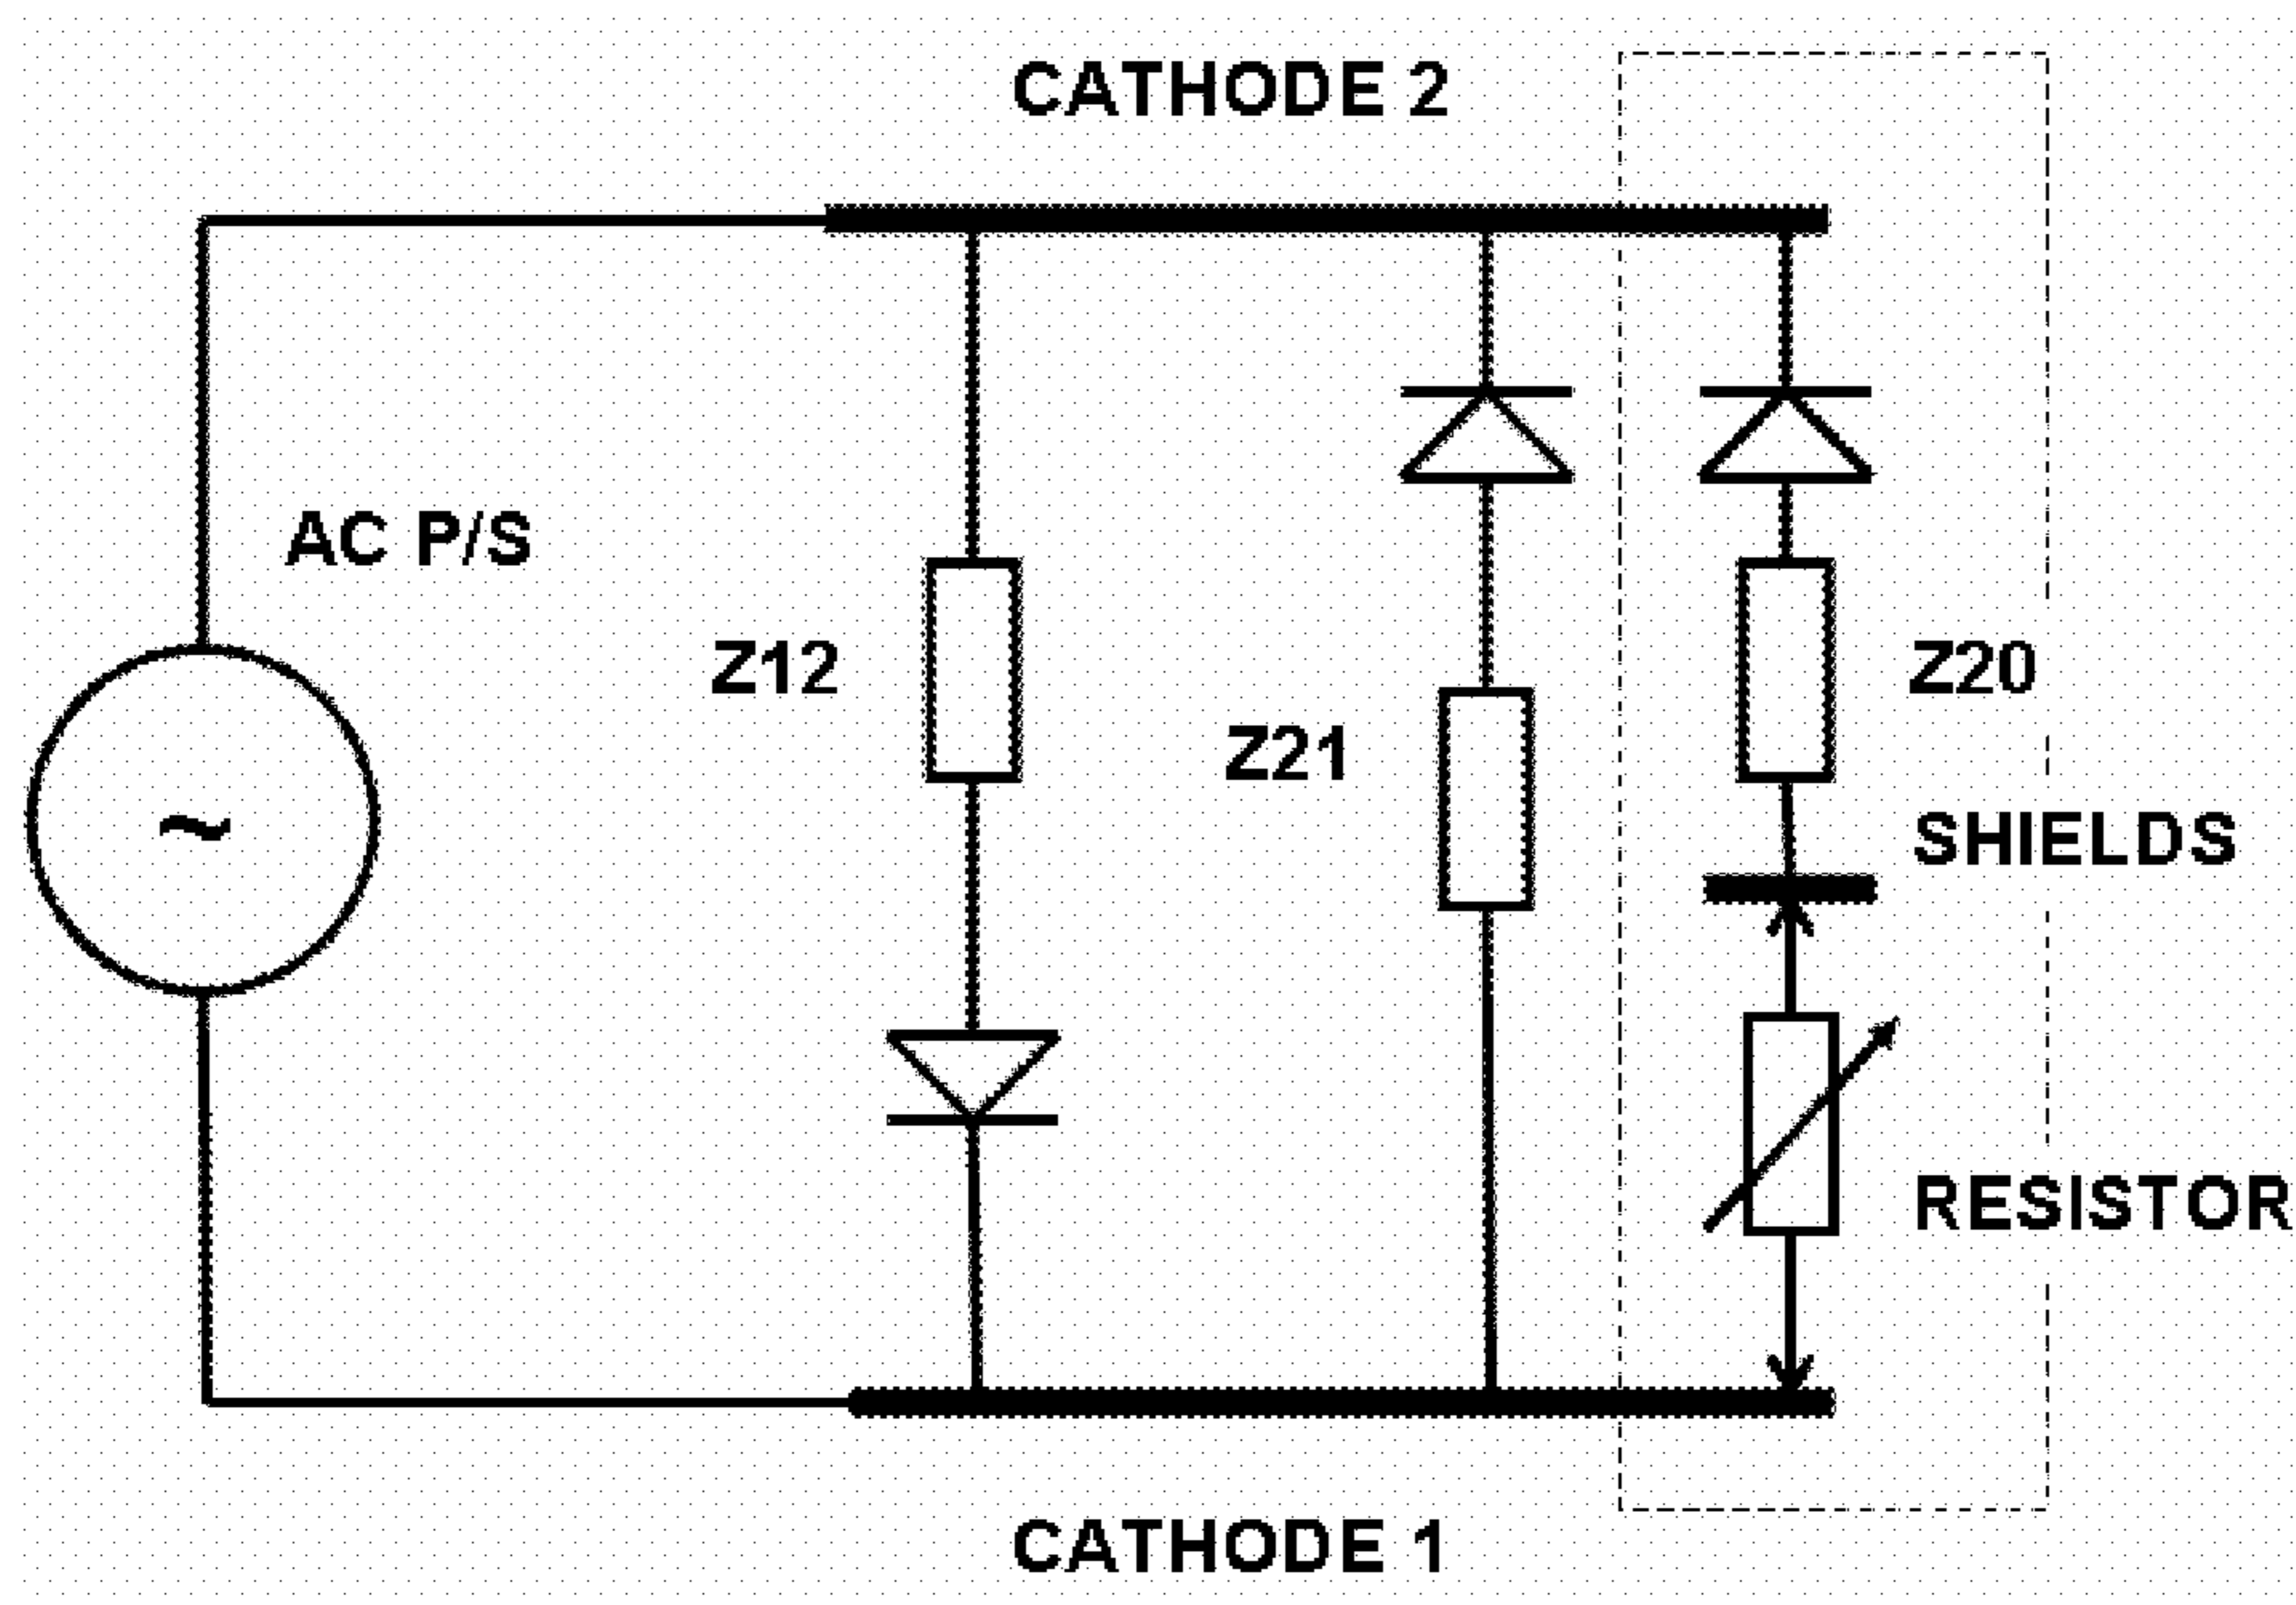 CATHODE 2
AC P/S
~
Z12
Z20
Z21
SHIELDS
RESISTOR
CATHODE 1